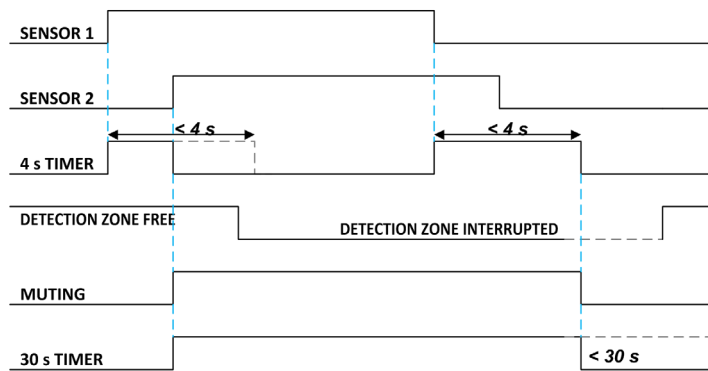 SENSOR 1
SENSOR 2
< 4 s
< 4 s
4 s TIMER
DETECTION ZONE FREE
DETECTION ZONE INTERRUPTED
MUTING
30 s TIMER
< 30 s